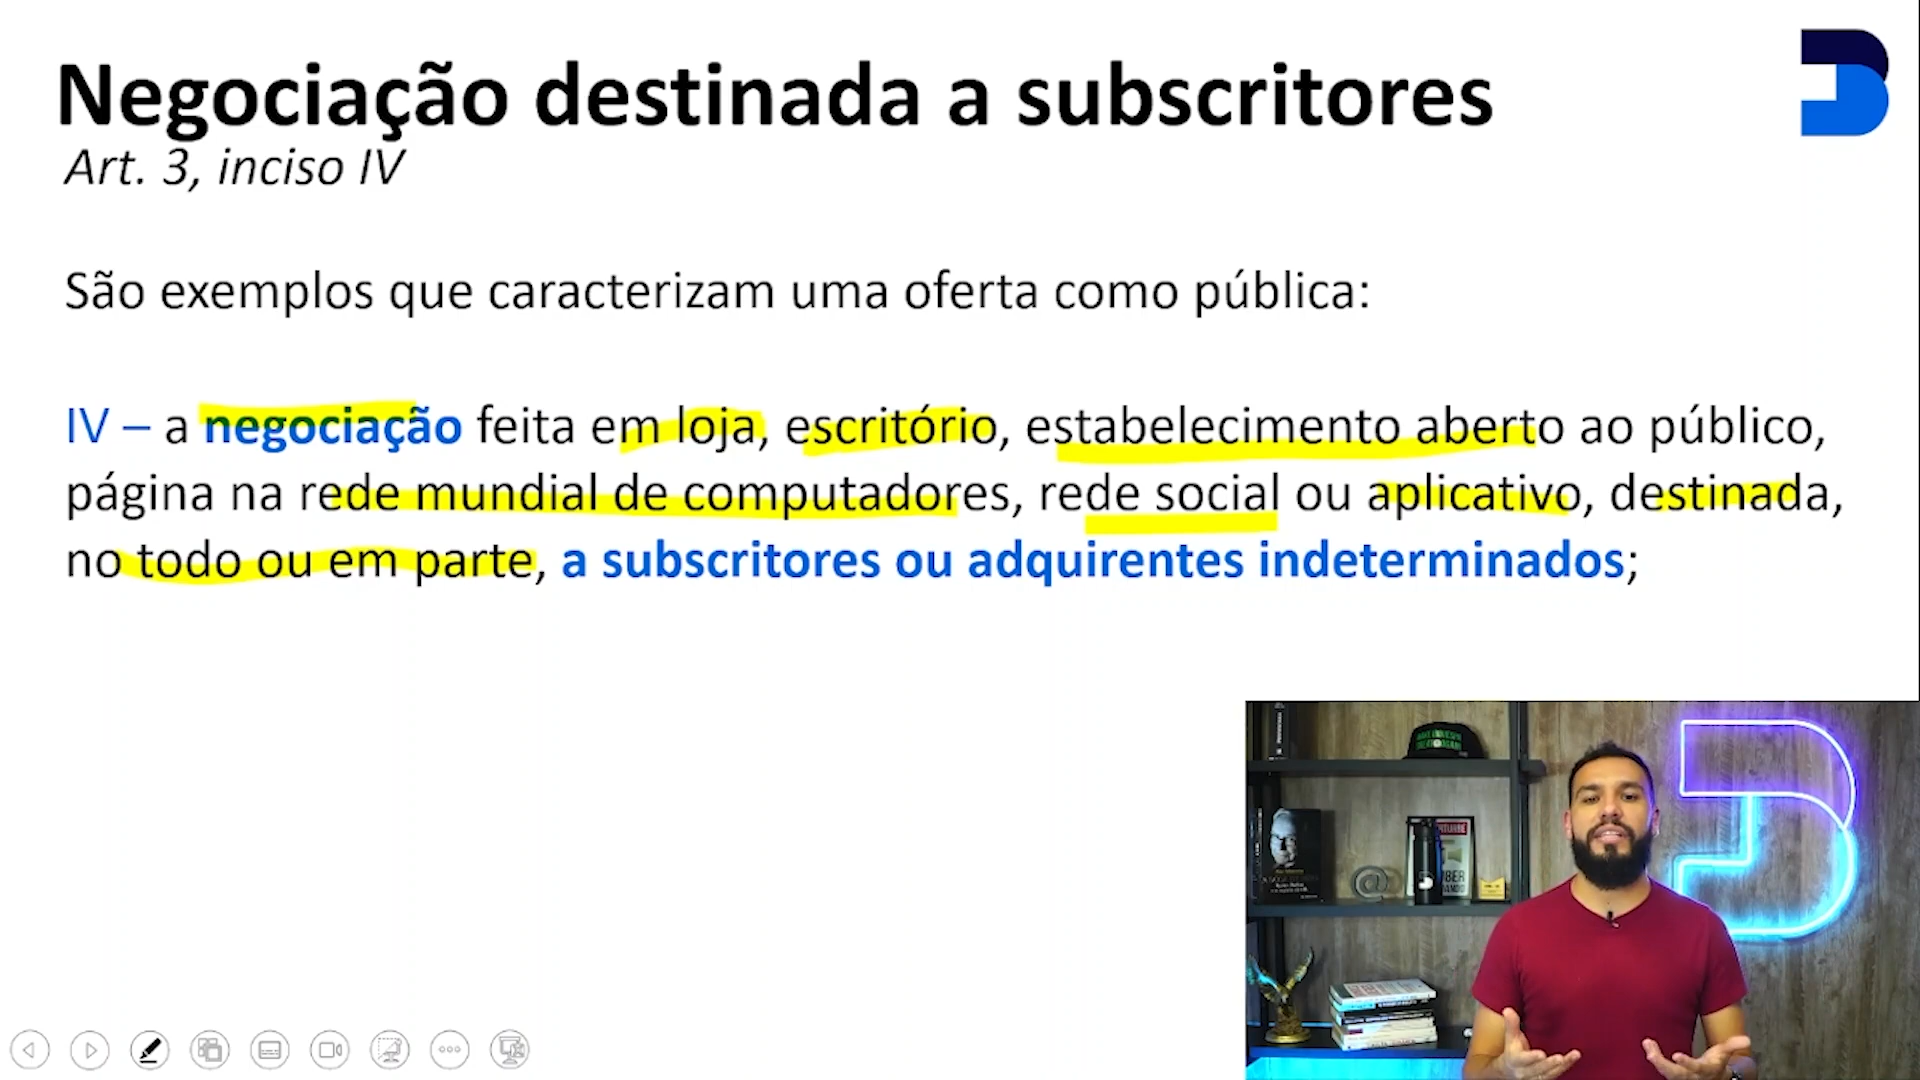 Negociação destinada a subscritores
Art. 3, inciso IV
São exemplos que caracterizam uma oferta como pública:
IV – a negociação feita em loja, escritório, estabelecimento aberto ao público,
página na rede mundial de computadores, rede social ou aplicativo, destinada,
no todo ou em parte, a subscritores ou adquirentes indeterminados;